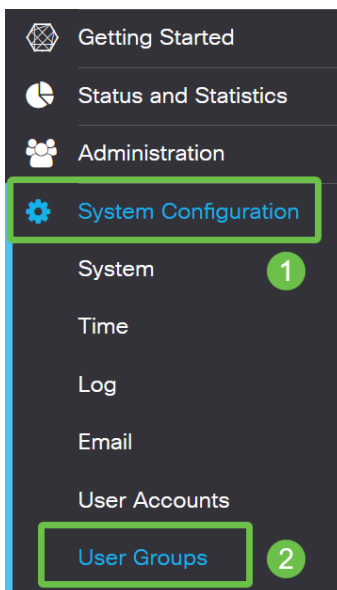 Getting Started
Status and Statistics
Administration
System Configuration
System
1
Time
Log
Email
User Accounts
User Groups
2